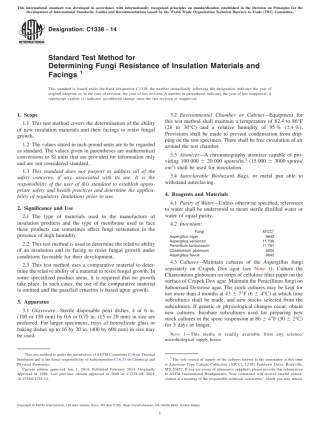 This international standard was developed in accordance with internationally recognized principles on standardization established in the Decision on Principles for the
Development of International Standards, Guides and Recommendations issued by the World Trade Organization Technical Barriers to Trade (TBT) Committee.
Designation: C1338 − 14
Standard Test Method for
Determining Fungi Resistance of Insulation Materials and
Facings 1
This standard is issued under the fixed designation C1338; the number immediately following the designation indicates the year of
original adoption or, in the case of revision, the year of last revision. A number in parentheses indicates the year of last reapproval. A
superscript epsilon (ε) indicates an editorial change since the last revision or reapproval.
1. Scope
1.1 This test method covers the determination of the ability
of new insulation materials and their facings to resist fungal
growth.
1.2 The values stated in inch-pound units are to be regarded
as standard. The values given in parentheses are mathematical
conversions to SI units that are provided for information only
and are not considered standard.
1.3 This standard does not purport to address all of the
safety concerns, if any, associated with its use. It is the
responsibility of the user of this standard to establish appro-
priate safety and health practices and determine the applica-
bility of regulatory limitations prior to use.
2. Significance and Use
2.1 The type of materials used in the manufacture of
insulation products and the type of membrane used to face
these products can sometimes affect fungi sustenance in the
presence of high humidity.
2.2 This test method is used to determine the relative ability
of an insulation and its facing to resist fungal growth under
conditions favorable for their development.
2.3 This test method uses a comparative material to deter-
mine the relative ability of a material to resist fungal growth. In
some specialized product areas, it is required that no growth
take place. In such cases, the use of the comparative material
is omitted and the pass/fail criterion is based upon growth.
3. Apparatus
3.1 Glassware—Sterile disposable petri dishes, 4 or 6 in.
(100 or 150 mm) by 0.6 or 0.75 in. (15 or 20 mm) in size are
preferred. For larger specimens, trays of borosilicate glass or
baking dishes up to 16 by 20 in. (400 by 600 mm) in size may
be used.
3.2 Environmental Chamber or Cabinet—Equipment for
this test method shall maintain a temperature of 82.4 to 86°F
(28 to 30°C) and a relative humidity of 95 % (±4 %).
Provisions shall be made to prevent condensation from drip-
ping on the test specimens. There shall be free circulation of air
around the test chamber.
3.3 Atomizer—A chromatography atomizer capable of pro-
viding 100 000 ± 20 000 spores/in.2 (15 000 ± 3000 spores/
cm2) shall be used for inoculation.
3.4 Autoclavable Biohazard Bags, or metal pan able to
withstand autoclaving.
4. Reagents and Materials
4.1 Purity of Water—Unless otherwise specified, references
to water shall be understood to mean sterile distilled water or
water of equal purity.
4.2 Inoculum:
Fungi ATCC2
Aspergillus niger 9642
Aspergillus versicolor 11 730
Penicillium funiculosum 11 797
Chaetomium globosum 6205
Aspergillus flavus 9643
4.3 Cultures—Maintain cultures of the Aspergillus fungi
separately on Czapek Dox agar (see Note 1). Culture the
Chaetomium globosum on strips of cellulose filter paper on the
surface of Czapek Dox agar. Maintain the Penicillium fungi on
Sabouraud Dextrose agar. The stock cultures may be kept for
not more than 4 months at 43 ± 7°F (6 ± 4°C) at which time
subcultures shall be made, and new stocks selected from the
subcultures. If genetic or physiological changes occur, obtain
new cultures. Incubate subcultures used for preparing new
stock cultures or the spore suspension at 86 ± 4°F (30 ± 2°C)
for 5 days or longer.
NOTE 1—This media is readily available from any science/
microbiological supply house.
1 This test method is under the jurisdiction of ASTM Committee C16 on Thermal
Insulation and is the direct responsibility of Subcommittee C16.31 on Chemical and
Physical Properties.
Current edition approved Jan. 1, 2014. Published February 2014. Originally
approved in 1996. Last previous edition approved in 2008 as C1338–08. DOI:
10.1520/C1338-14.
2 The sole source of supply of the cultures known to the committee at this time
is American Type Culture Collection (ATCC), 12301 Parklawn Drive, Rockville,
MD 20852. If you are aware of alternative suppliers, please provide this information
to ASTM International Headquarters. Your comments will receive careful consid-
eration at a meeting of the responsible technical committee,1 which you may attend.
Copyright © ASTM International, 100 Barr Harbor Drive, PO Box C700, West Conshohocken, PA 19428-2959. United States
1